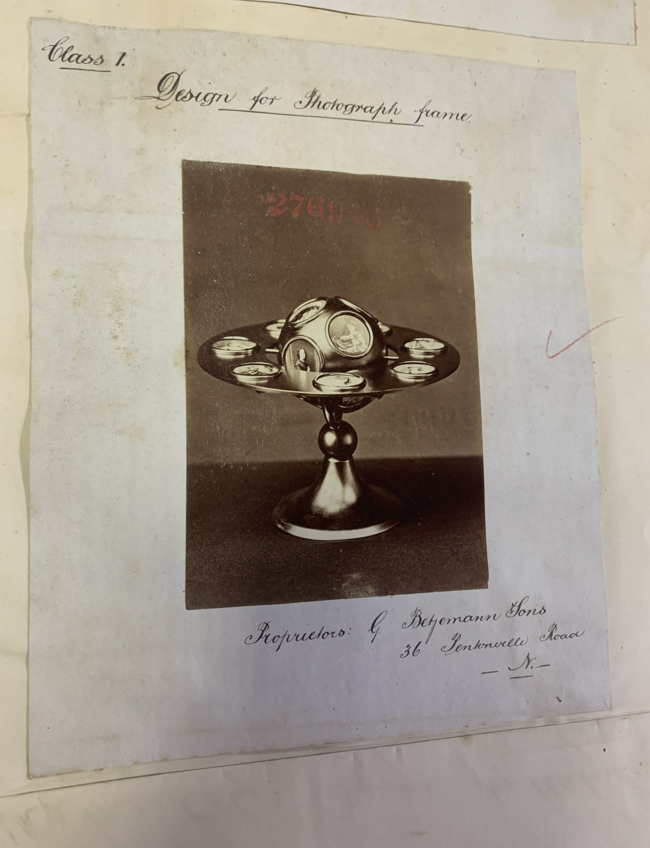 Class 1.
Design for Photograph frame.
Proprietors: G Betjemann Sons
36 Pentonville Road
N.